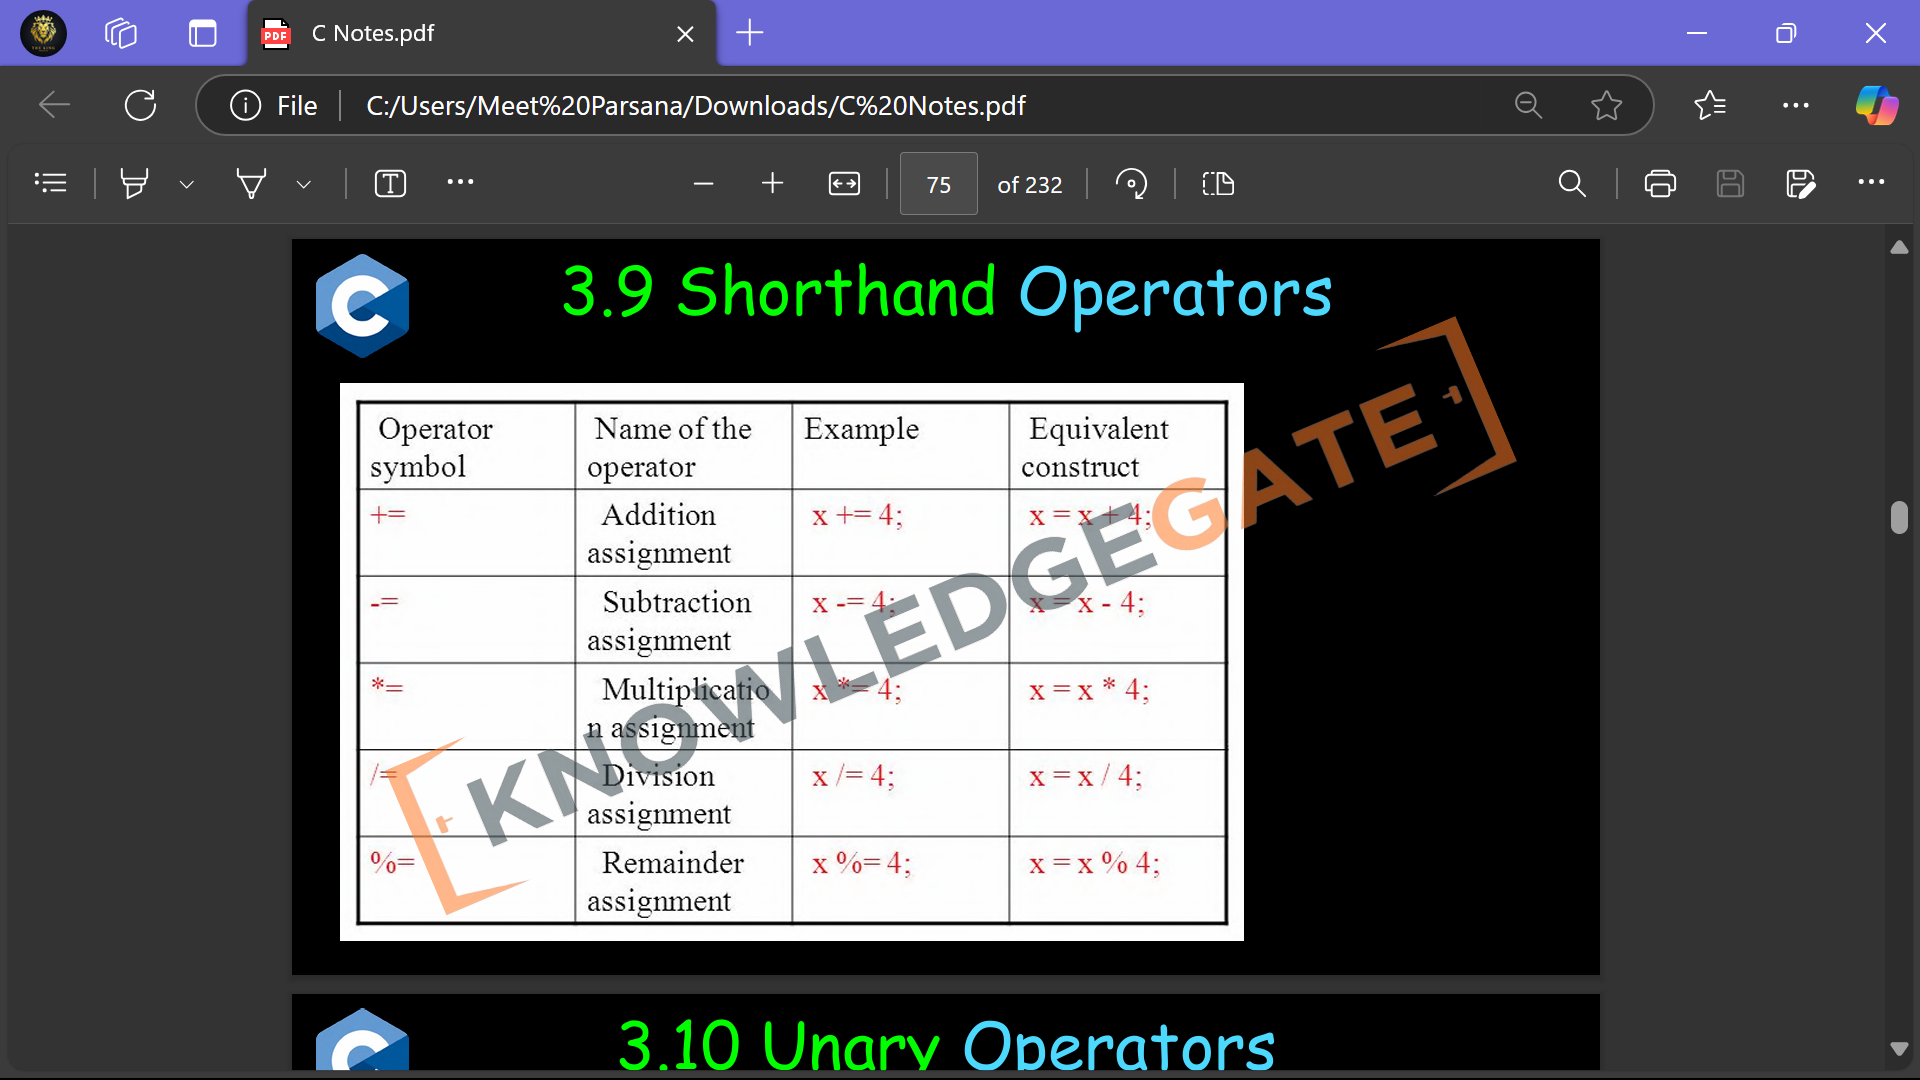 C Notes.pdf
File
C:/Users/Meet%20Parsana/Downloads/C%20Notes.pdf
75 of 232
3.9 Shorthand Operators
Operator symbol
Name of the operator
Example
Equivalent construct
+=
Addition assignment
x += 4;
x = x + 4;
-=
Subtraction assignment
x -= 4;
x = x - 4;
*=
Multiplicatio
n assignment
x *= 4;
x = x * 4;
/=
Division assignment
x /= 4;
x = x / 4;
%=
Remainder assignment
x %= 4;
x = x % 4;
KNOWLEDGEGATE
3.10 Unary Operators